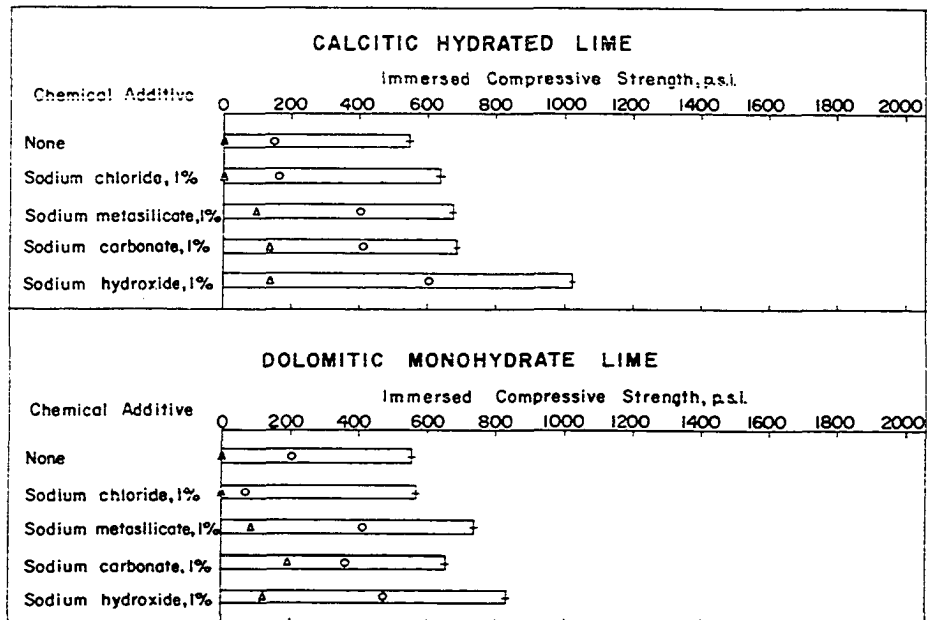 CALCITIC HYDRATED LIME
Immersed Compressive Strength, p.s.i.
Chemical Additive
0 200 400 600 800 1000 1200 1400 1600 1800 2000
None
Sodium chlorida, 1%
Sodium metasilicate, 1%
Sodium carbonate, 1%
Sodium hydroxide, 1%
DOLOMITIC MONOHYDRATE LIME
Immersed Compressive Strength, p.s.i.
Chemical Additive
0 200 400 600 800 1000 1200 1400 1600 1800 2000
None
Sodium chloride, 1%
Sodium metasilicate, 1%
Sodium carbonate, 1%
Sodium hydroxide, 1%